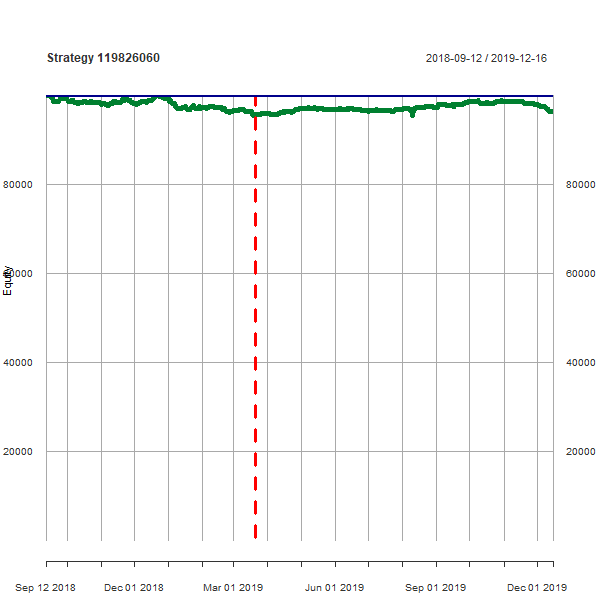 Strategy 119826060
2018-09-12 / 2019-12-16
80000
80000
60000
60000
Equity
40000
40000
20000
20000
Sep 12 2018
Dec 01 2018
Mar 01 2019
Jun 01 2019
Sep 01 2019
Dec 01 2019